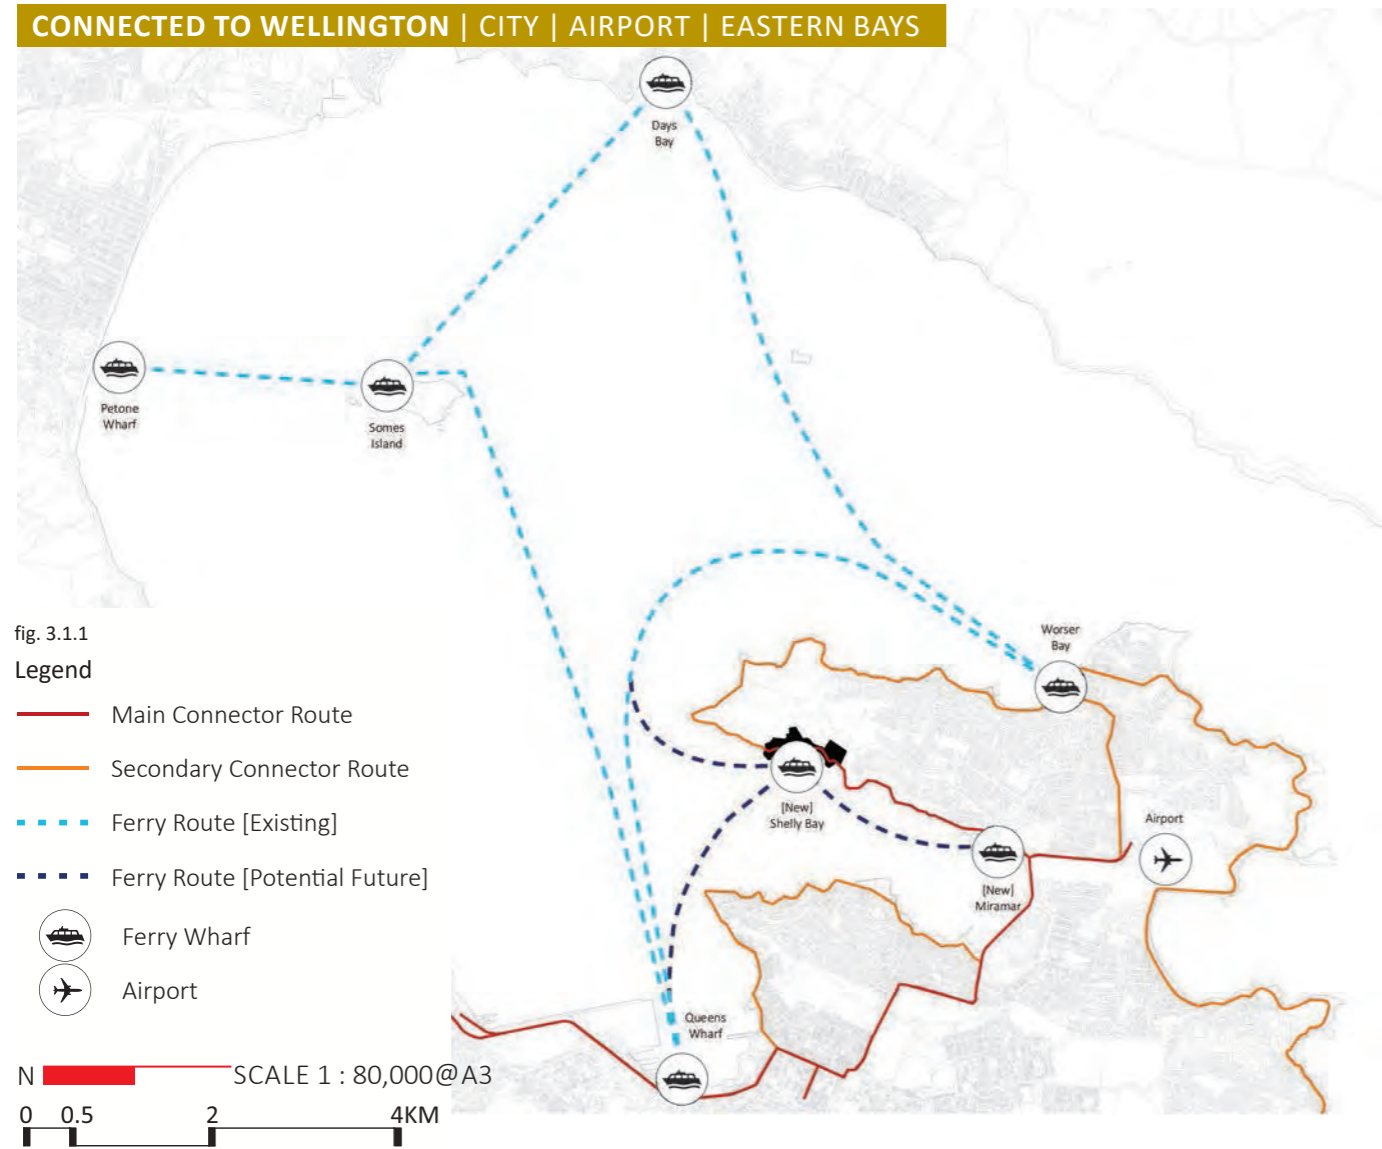 CONNECTED TO WELLINGTON | CITY | AIRPORT | EASTERN BAYS
Days
Bay
Petone
Wharf
Somes
Island
Worser
Bay
[New]
Shelly Bay
Airport
[New]
Miramar
Queens
Wharf
fig. 3.1.1
Legend
Main Connector Route
Secondary Connector Route
Ferry Route [Existing]
Ferry Route [Potential Future]
Ferry Wharf
Airport
N SCALE 1 : 80,000@A3
0 0.5 2 4KM